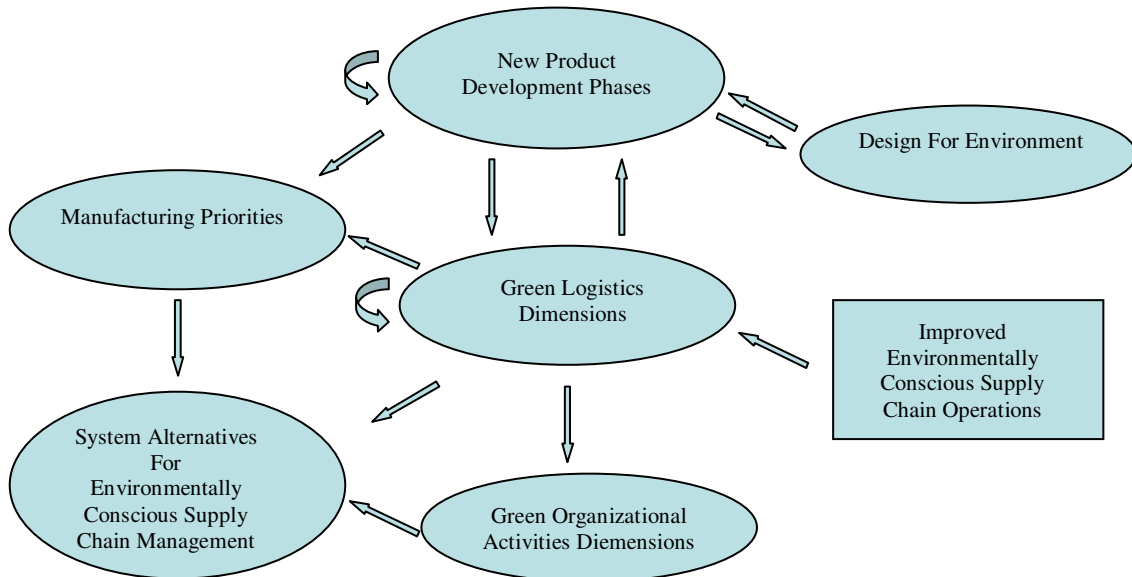 New Product
Development Phases
Design For Environment
Manufacturing Priorities
Green Logistics
Dimensions
Improved
Environmentally
Conscious Supply
Chain Operations
System Alternatives
For
Environmentally
Conscious Supply
Chain Management
Green Organizational
Activities Diemensions